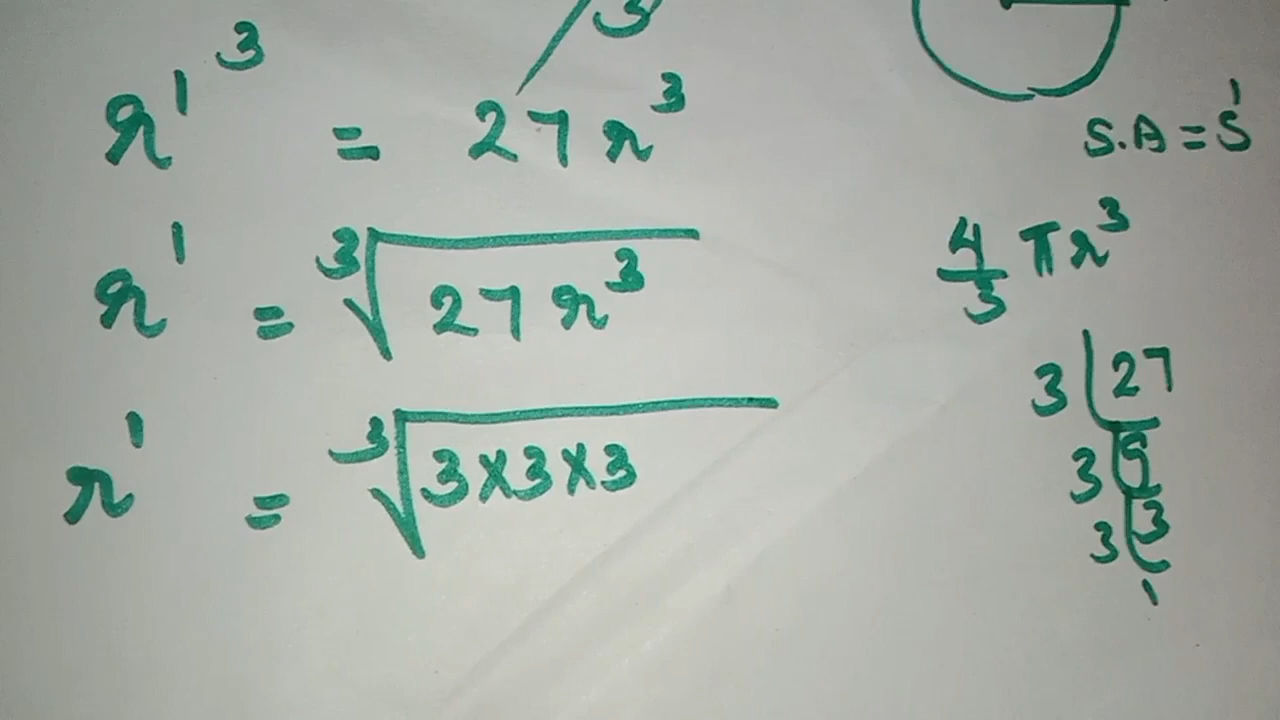 r'³ = 27r³
r' = ∛27r³
r' = ∛3×3×3
S.A = S'
4/3 πr³
3 | 27
3 | 9
3 | 3
1